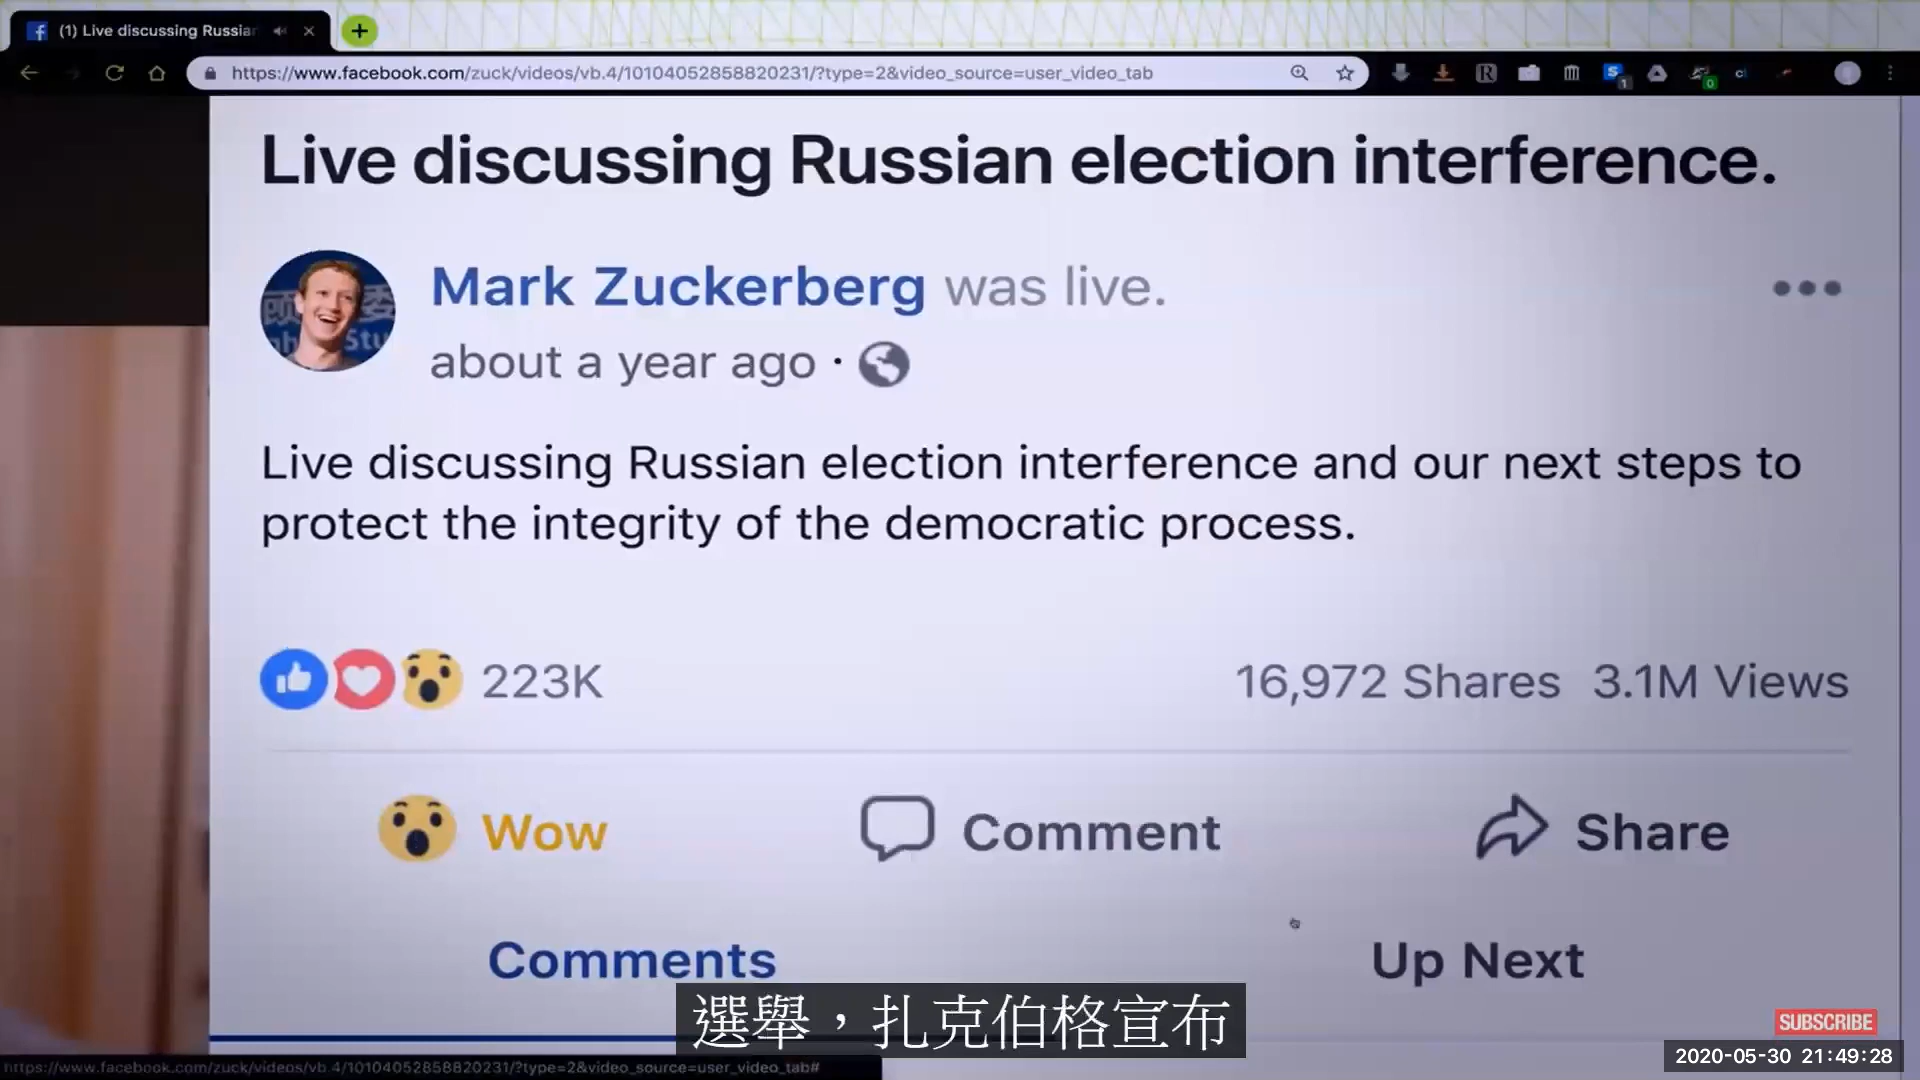 (1) Live discussing Russian
https://www.facebook.com/zuck/videos/vb.4/10104052858820231/?type=2&video_source=user_video_tab
Live discussing Russian election interference.
Mark Zuckerberg was live.
about a year ago ·
Live discussing Russian election interference and our next steps to
protect the integrity of the democratic process.
223K
16,972 Shares 3.1M Views
Wow
Comment
Share
Comments
Up Next
選舉，扎克伯格宣布
SUBSCRIBE
2020-05-30 21:49:28
https://www.facebook.com/zuck/videos/vb.4/10104052858820231/?type=2&video_source=user_video_tab#